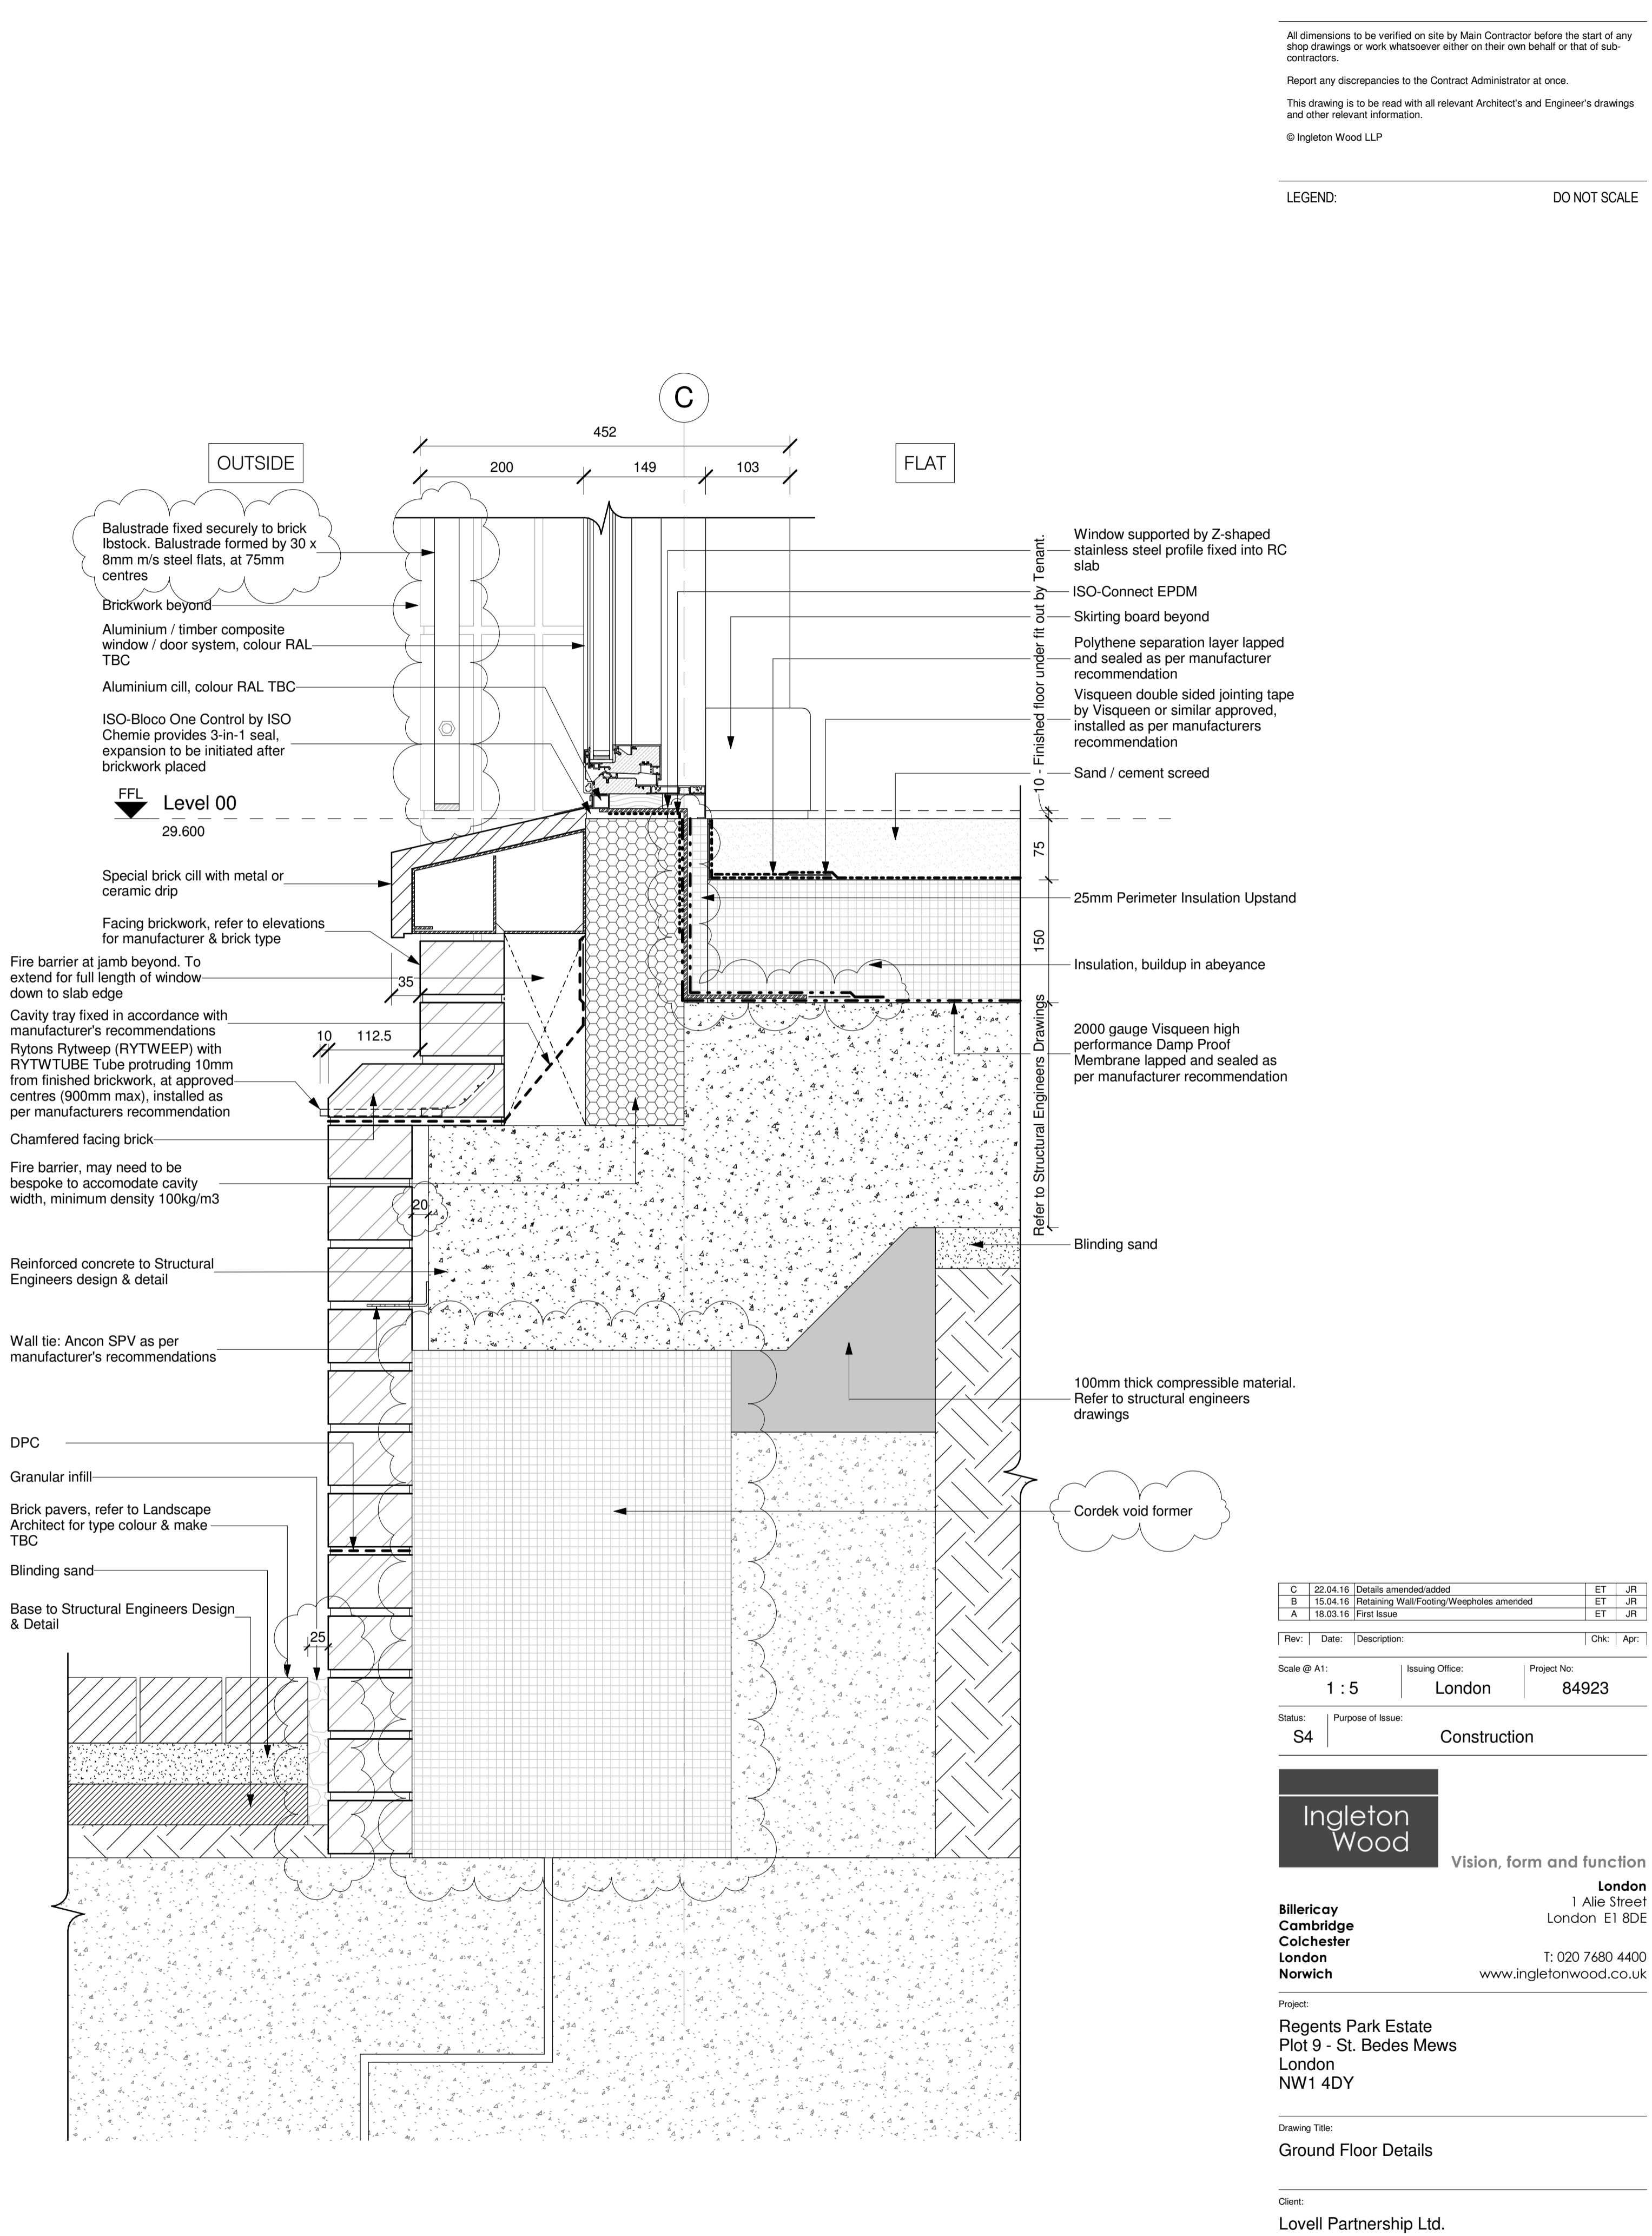 All dimensions to be verified on site by Main Contractor before the start of any
shop drawings or work whatsoever either on their own behalf or that of sub-
contractors.
Report any discrepancies to the Contract Administrator at once.
This drawing is to be read with all relevant Architect's and Engineer's drawings
and other relevant information.
© Ingleton Wood LLP
LEGEND:
DO NOT SCALE
C
452
200
149
103
OUTSIDE
FLAT
Balustrade fixed securely to brick
Ibstock. Balustrade formed by 30 x
8mm m/s steel flats, at 75mm
centres
Brickwork beyond
Aluminium / timber composite
window / door system, colour RAL
TBC
Aluminium cill, colour RAL TBC
ISO-Bloco One Control by ISO
Chemie provides 3-in-1 seal,
expansion to be initiated after
brickwork placed
FFL
Level 00
29.600
Special brick cill with metal or
ceramic drip
Facing brickwork, refer to elevations
for manufacturer & brick type
Fire barrier at jamb beyond. To
extend for full length of window
down to slab edge
35
Cavity tray fixed in accordance with
manufacturer's recommendations
10
112.5
Rytons Rytweep (RYTWEEP) with
RYTWTUBE Tube protruding 10mm
from finished brickwork, at approved
centres (900mm max), installed as
per manufacturers recommendation
Chamfered facing brick
Fire barrier, may need to be
bespoke to accomodate cavity
width, minimum density 100kg/m3
20
Reinforced concrete to Structural
Engineers design & detail
Wall tie: Ancon SPV as per
manufacturer's recommendations
DPC
Granular infill
Brick pavers, refer to Landscape
Architect for type colour & make
TBC
Blinding sand
Base to Structural Engineers Design
& Detail
25
Window supported by Z-shaped
stainless steel profile fixed into RC
slab
ISO-Connect EPDM
Skirting board beyond
Polythene separation layer lapped
and sealed as per manufacturer
recommendation
Visqueen double sided jointing tape
by Visqueen or similar approved,
installed as per manufacturers
recommendation
Sand / cement screed
10 - Finished floor under fit out by Tenant.
75
150
Refer to Structural Engineers Drawings
25mm Perimeter Insulation Upstand
Insulation, buildup in abeyance
2000 gauge Visqueen high
performance Damp Proof
Membrane lapped and sealed as
per manufacturer recommendation
Blinding sand
100mm thick compressible material.
Refer to structural engineers
drawings
Cordek void former
C 22.04.16 Details amended/added ET JR
B 15.04.16 Retaining Wall/Footing/Weepholes amended ET JR
A 18.03.16 First Issue ET JR
Rev: Date: Description: Chk: Apr:
Scale @ A1: Issuing Office: Project No:
1 : 5 London 84923
Status: Purpose of Issue:
S4 Construction
Ingleton
Wood
Vision, form and function
London
1 Alie Street
London E1 8DE
T: 020 7680 4400
www.ingletonwood.co.uk
Billericay
Cambridge
Colchester
London
Norwich
Project:
Regents Park Estate
Plot 9 - St. Bedes Mews
London
NW1 4DY
Drawing Title:
Ground Floor Details
Client:
Lovell Partnership Ltd.